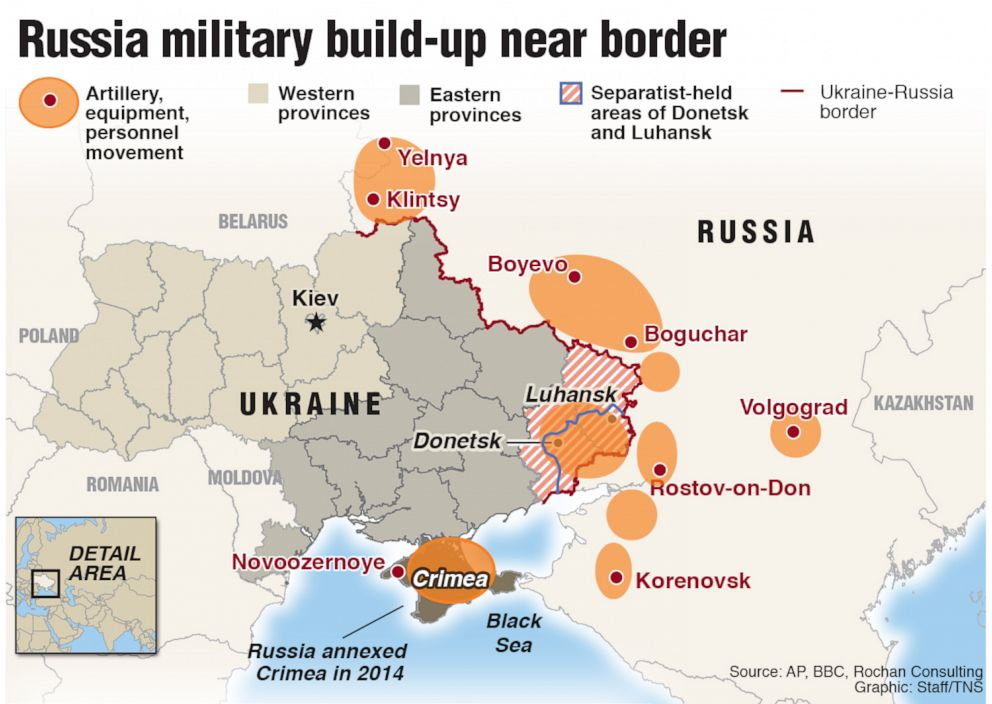 Russia military build-up near border
Artillery,
equipment,
personnel
movement
Western
provinces
Eastern
provinces
Separatist-held
areas of Donetsk
and Luhansk
Ukraine-Russia
border
Yelnya
Klintsy
BELARUS
RUSSIA
Boyevo
Kiev
POLAND
Boguchar
UKRAINE
Luhansk
Volgograd
KAZAKHSTAN
Donetsk
ROMANIA
MOLDOVA
Rostov-on-Don
DETAIL
AREA
Novoozernoye
Crimea
Korenovsk
Black
Sea
Russia annexed
Crimea in 2014
Source: AP, BBC, Rochan Consulting
Graphic: Staff/TNS